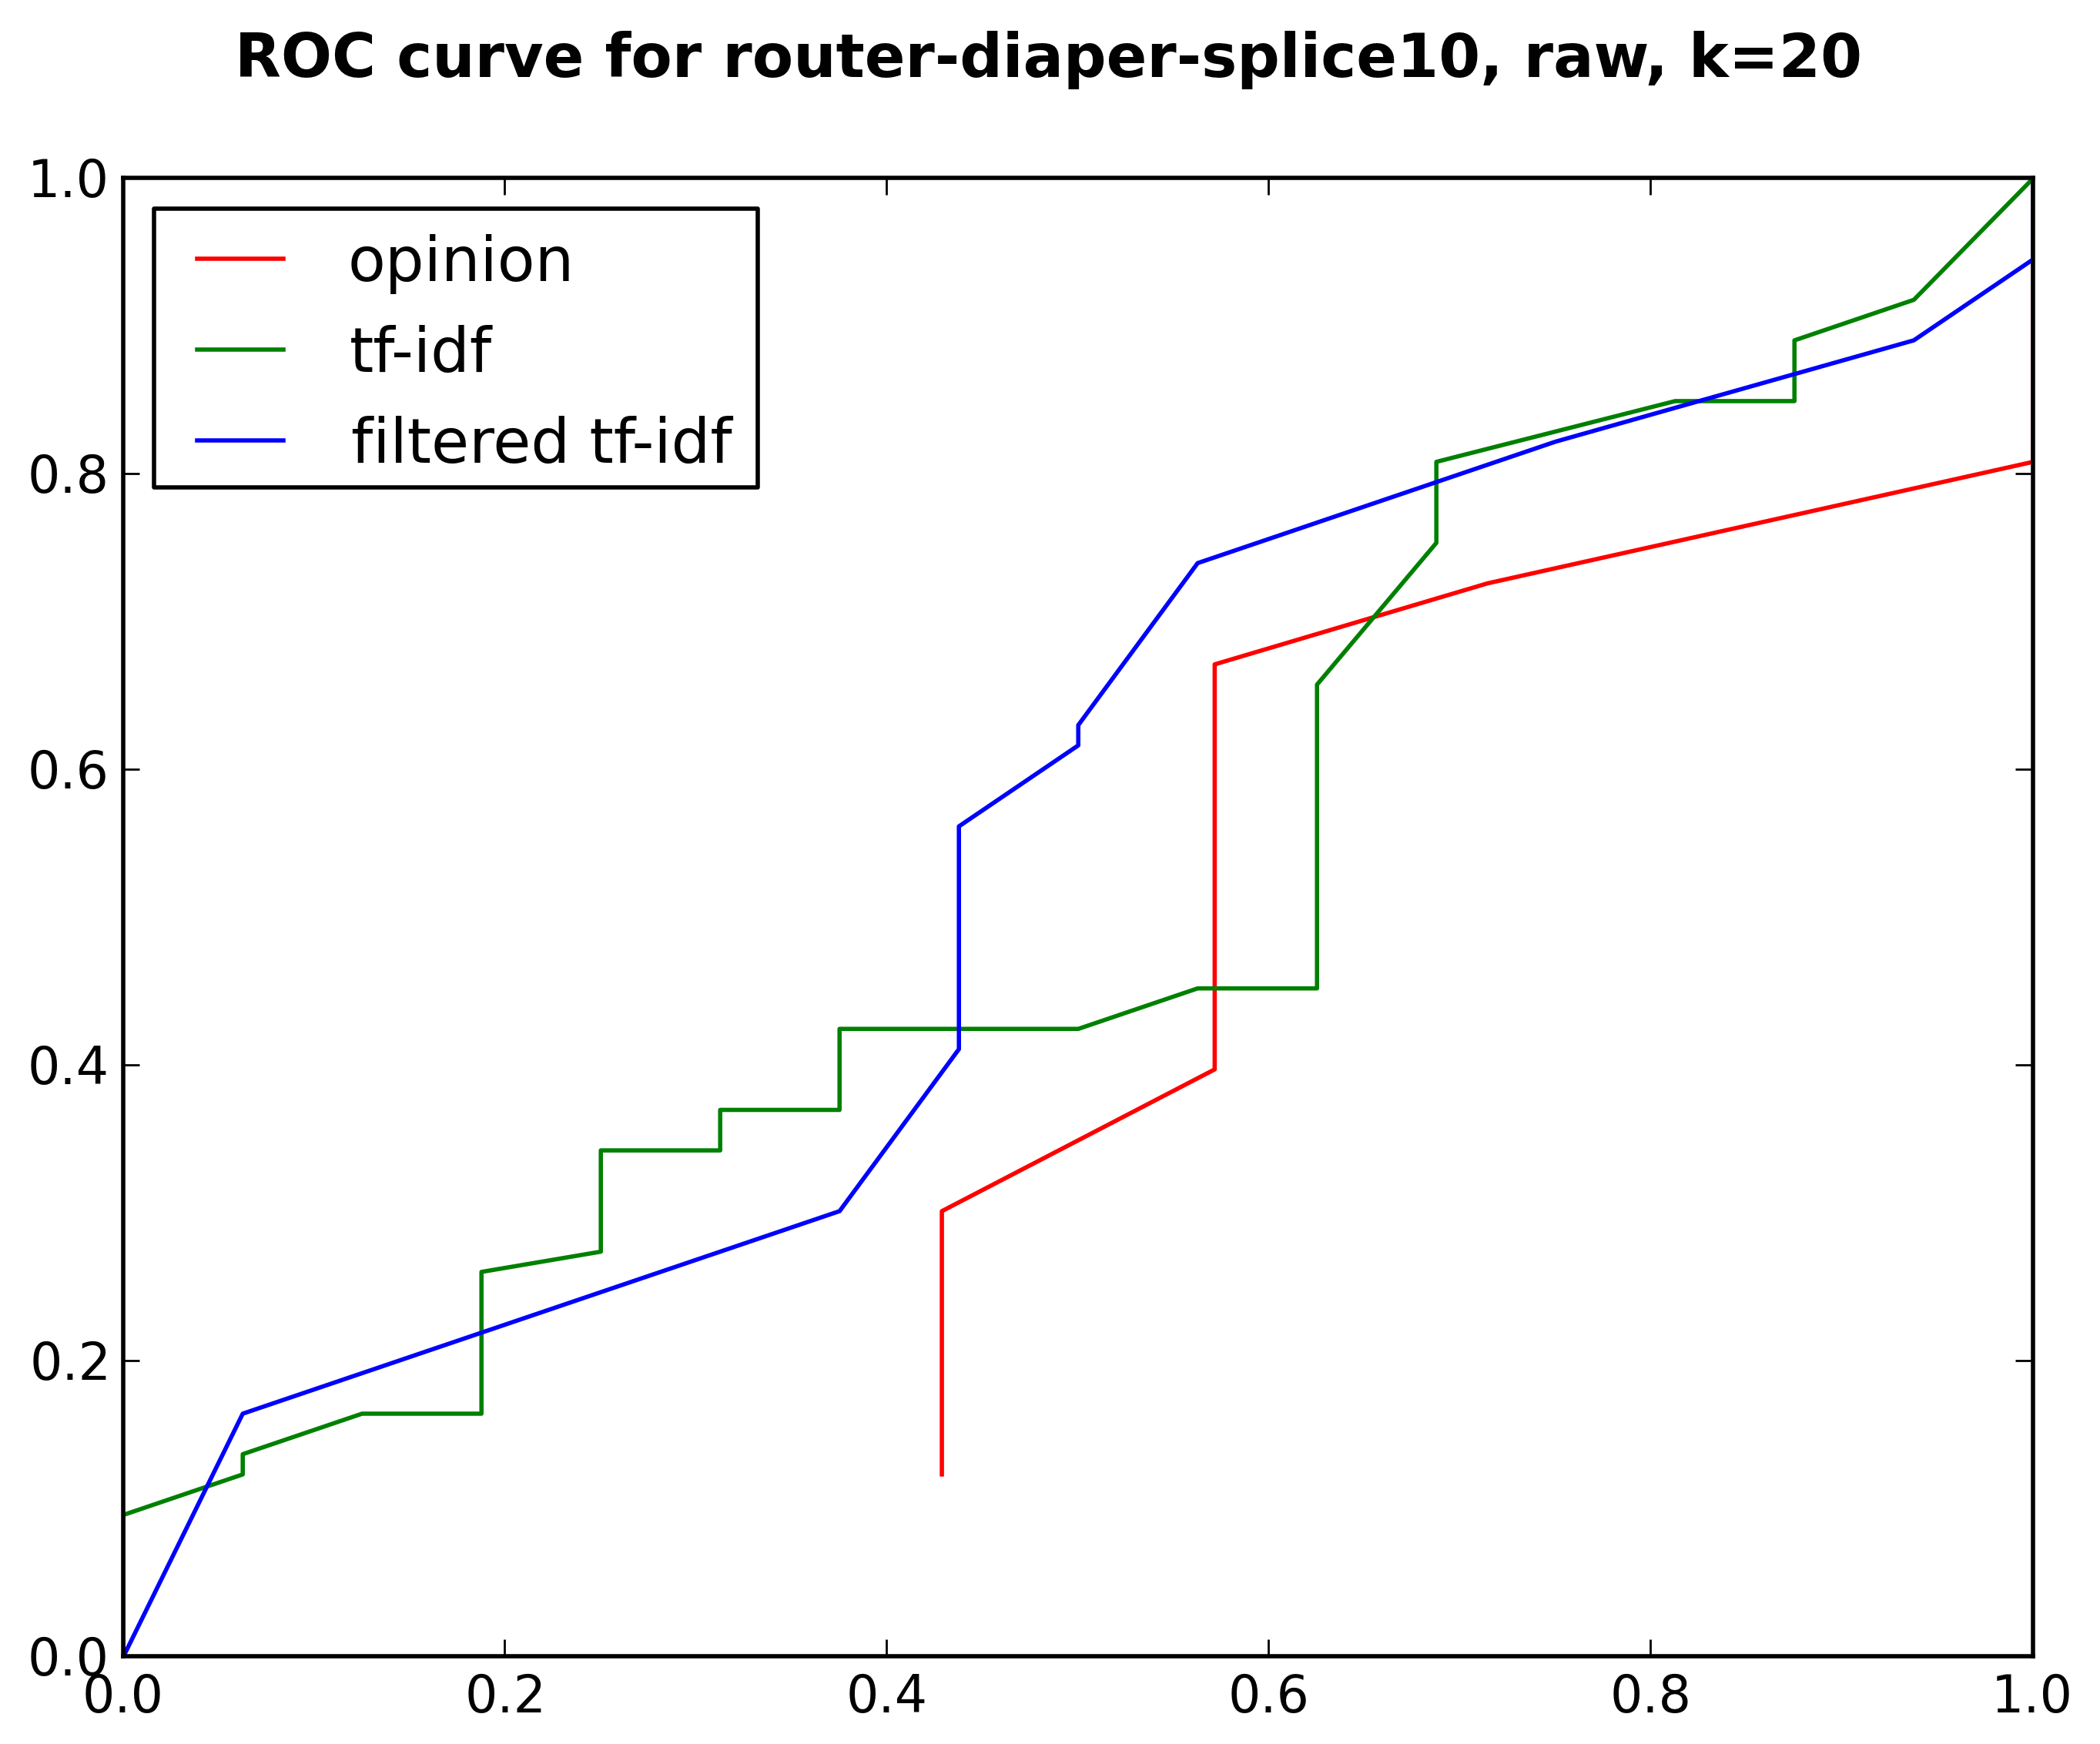 ROC curve for router-diaper-splice10, raw, k=20
1.0
opinion
tf-idf
filtered tf-idf
0.8
0.6
0.4
0.2
0.0
0.0 0.2 0.4 0.6 0.8 1.0